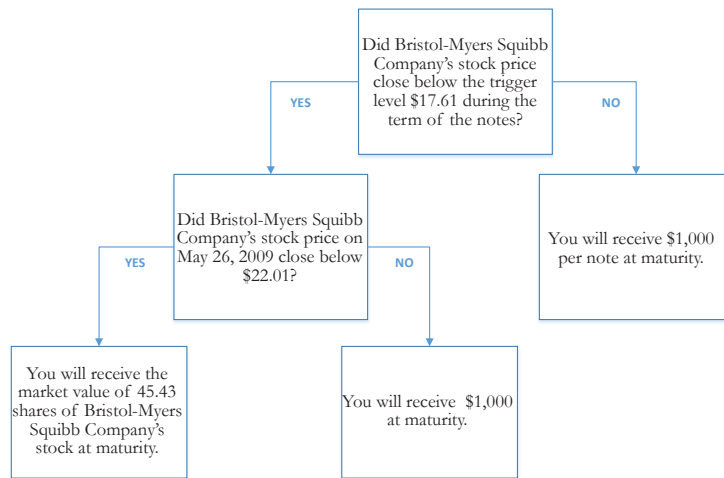 Did Bristol-Myers Squibb
Company's stock price
close below the trigger
level $17.61 during the
term of the notes?
YES
NO
Did Bristol-Myers Squibb
Company's stock price on
May 26, 2009 close below
$22.01?
You will receive $1,000
per note at maturity.
YES
NO
You will receive the
market value of 45.43
shares of Bristol-Myers
Squibb Company's
stock at maturity.
You will receive $1,000
at maturity.